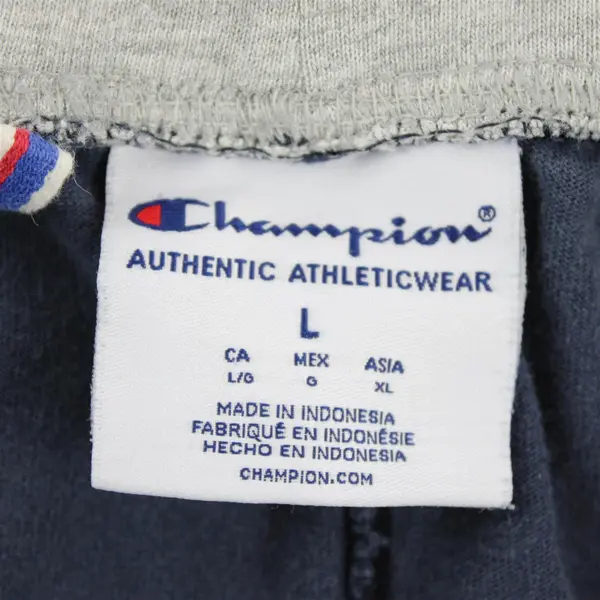 Champion®
AUTHENTIC ATHLETICWEAR
L
CA MEX ASIA
L/G G XL
MADE IN INDONESIA
FABRIQUÉ EN INDONÉSIE
HECHO EN INDONESIA
CHAMPION.COM